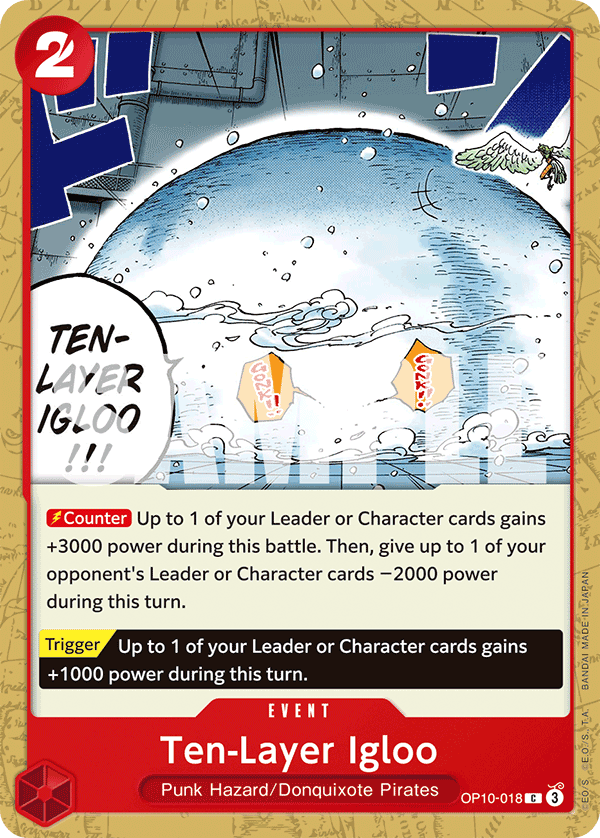 2
TEN-
LAYER
IGLOO
!!!
GONK!!
GONK!!
SAMPLE
⚡Counter Up to 1 of your Leader or Character cards gains
+3000 power during this battle. Then, give up to 1 of your
opponent's Leader or Character cards −2000 power
during this turn.
Trigger Up to 1 of your Leader or Character cards gains
+1000 power during this turn.
EVENT
Ten-Layer Igloo
Punk Hazard/Donquixote Pirates
OP10-018 C 3
©E.O./S. ©E.O./S.,T.A. BANDAI MADE IN JAPAN